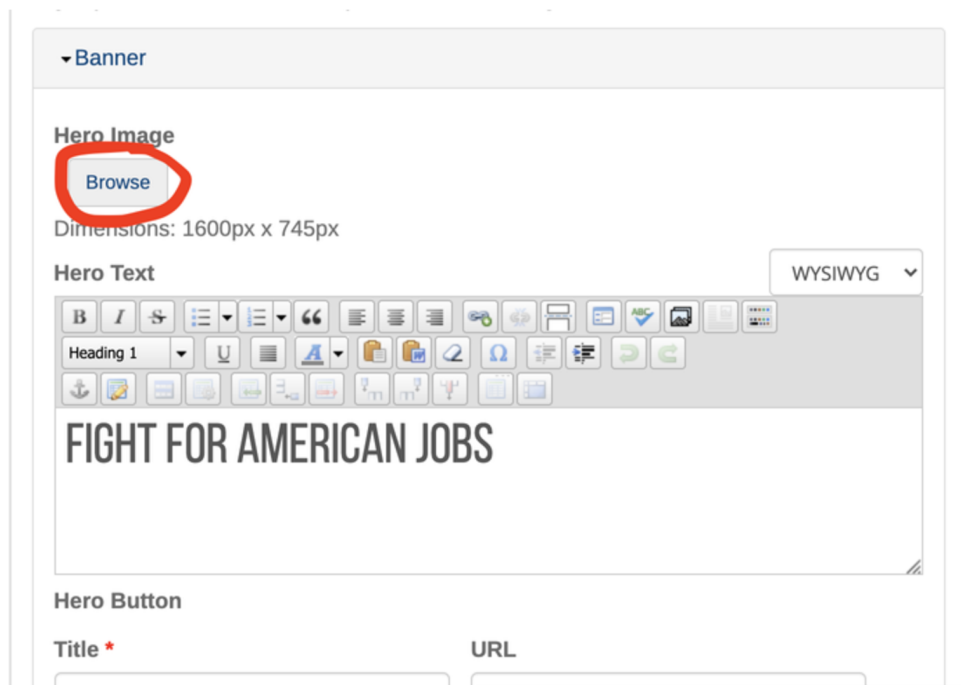 Banner
Hero Image
Browse
Dimensions: 1600px x 745px
Hero Text
WYSIWYG
B I S ABC
Heading 1 U A Ω
FIGHT FOR AMERICAN JOBS
Hero Button
Title * URL